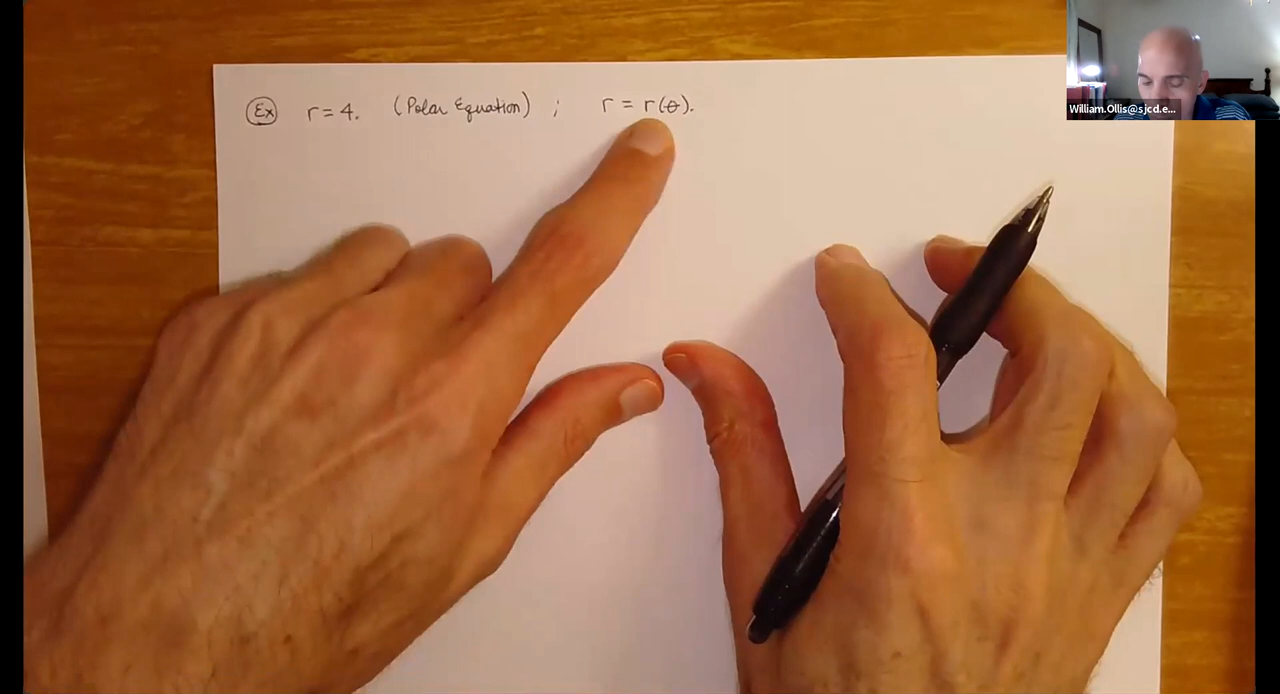 Ex r = 4. (Polar Equation) ; r = r(θ).
William.Ollis@sjcd.e...